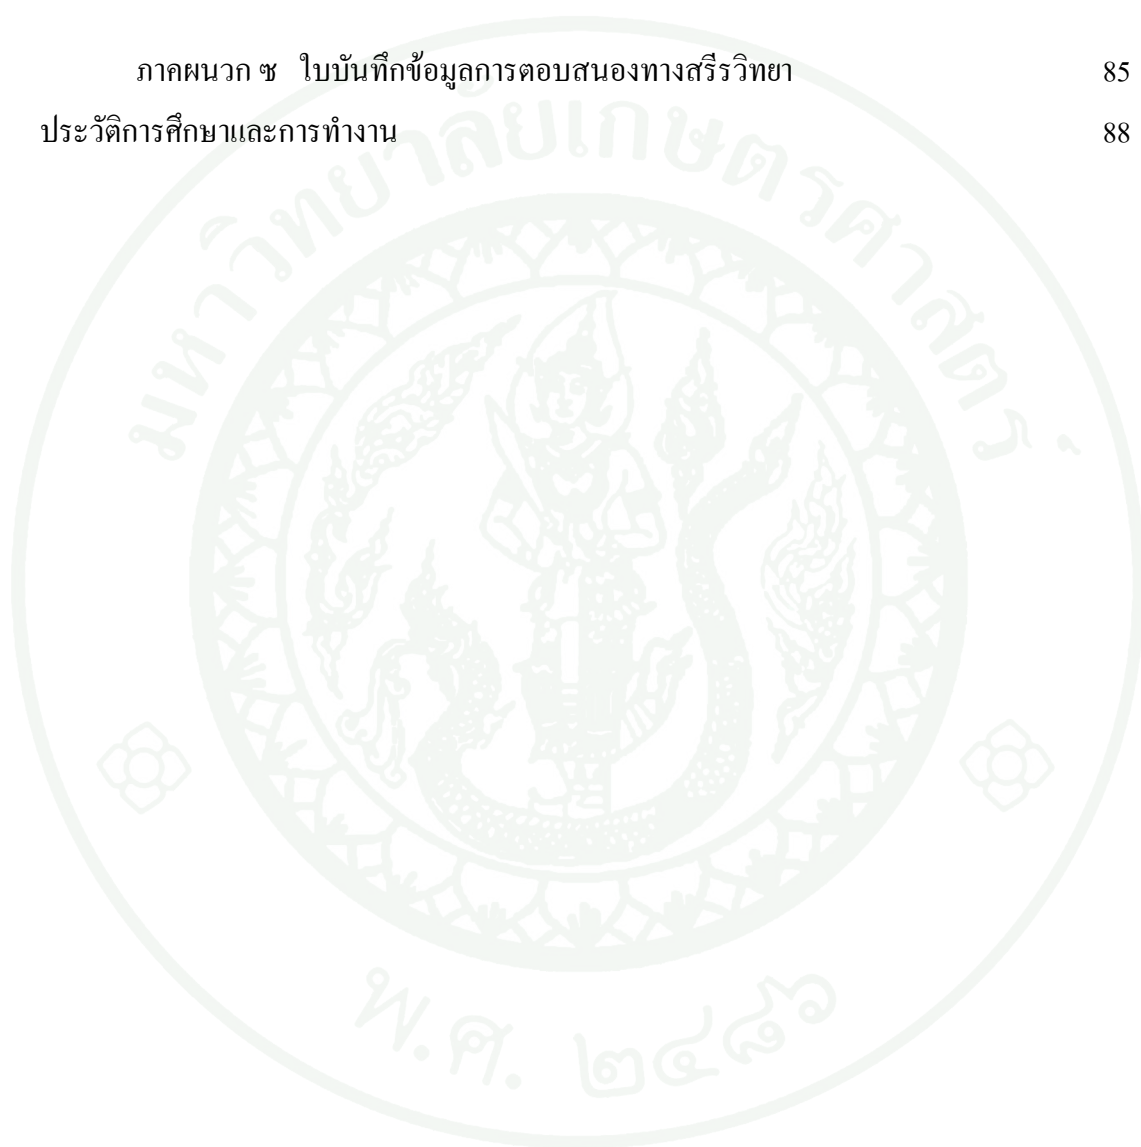 ภาคผนวก ซ ใบบันทึกข้อมูลการตอบสนองทางสรีรวิทยา 85
ประวัติการศึกษาและการทำงาน 88
มหาวิทยาลัยเกษตรศาสตร์
พ.ศ. ๒๔๘๖